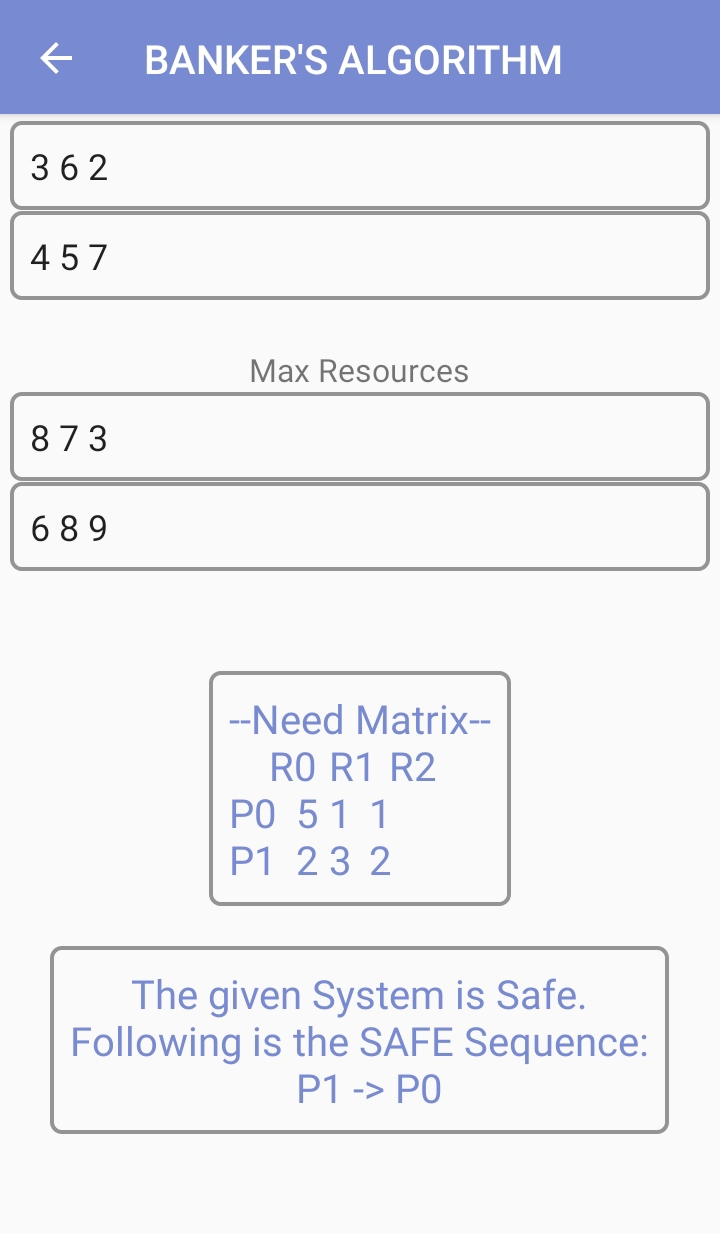 BANKER'S ALGORITHM
3 6 2
4 5 7
Max Resources
8 7 3
6 8 9
--Need Matrix--
R0 R1 R2
P0 5 1 1
P1 2 3 2
The given System is Safe.
Following is the SAFE Sequence:
P1 -> P0